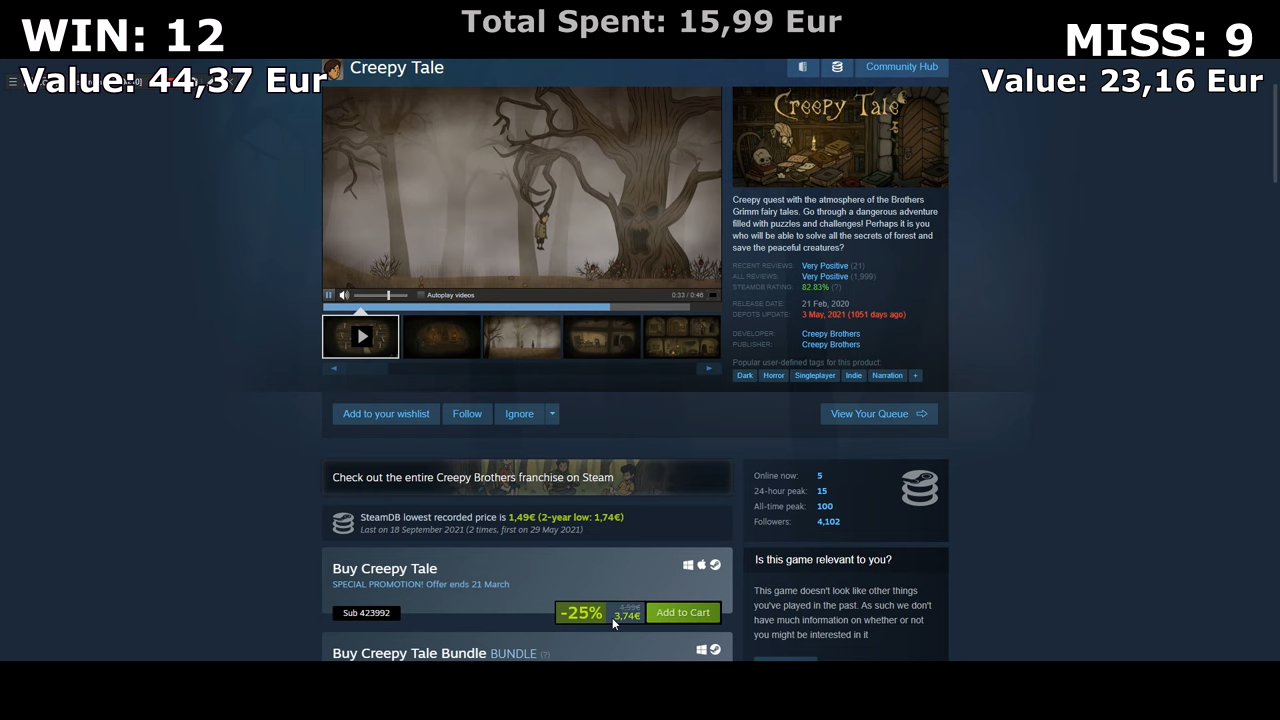 Total Spent: 15,99 Eur
WIN: 12
MISS: 9
Value: 44,37 Eur
Value: 23,16 Eur
Creepy Tale
Community Hub
Creepy Tale
Creepy quest with the atmosphere of the Brothers
Grimm fairy tales. Go through a dangerous adventure
filled with puzzles and challenges! Perhaps it is you
who will be able to solve all the secrets of forest and
save the peaceful creatures?
RECENT REVIEWS: Very Positive (21)
ALL REVIEWS: Very Positive (1,999)
STEAMDB RATING: 82.83% (?)
RELEASE DATE: 21 Feb, 2020
DEPOTS UPDATE: 3 May, 2021 (1051 days ago)
DEVELOPER: Creepy Brothers
PUBLISHER: Creepy Brothers
Popular user-defined tags for this product:
Dark Horror Singleplayer Indie Narration +
Autoplay videos
0:33 / 0:46
Add to your wishlist
Follow
Ignore
View Your Queue
Check out the entire Creepy Brothers franchise on Steam
SteamDB lowest recorded price is 1,49€ (2-year low: 1,74€)
Last on 18 September 2021 (2 times, first on 29 May 2021)
Buy Creepy Tale
SPECIAL PROMOTION! Offer ends 21 March
Sub 423992
-25%
4,99€
3,74€
Add to Cart
Buy Creepy Tale Bundle BUNDLE (?)
Online now: 5
24-hour peak: 15
All-time peak: 100
Followers: 4,102
Is this game relevant to you?
This game doesn't look like other things
you've played in the past. As such we don't
have much information on whether or not
you might be interested in it